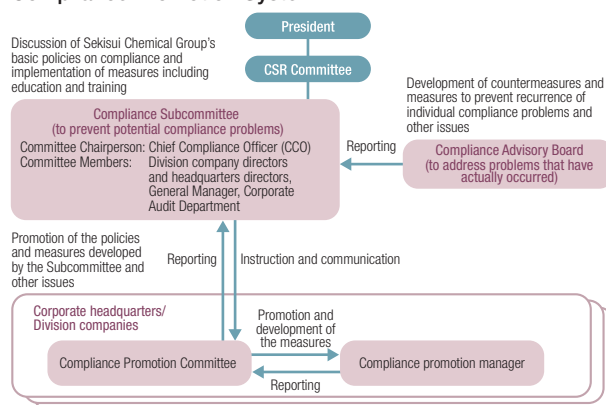 President
CSR Committee
Discussion of Sekisui Chemical Group's
basic policies on compliance and
implementation of measures including
education and training
Development of countermeasures and
measures to prevent recurrence of
individual compliance problems and
other issues
Compliance Subcommittee
(to prevent potential compliance problems)
Committee Chairperson: Chief Compliance Officer (CCO)
Committee Members: Division company directors
and headquarters directors,
General Manager, Corporate
Audit Department
Reporting
Compliance Advisory Board
(to address problems that have
actually occurred)
Promotion of the policies
and measures developed
by the Subcommittee and
other issues
Reporting
Instruction and communication
Corporate headquarters/
Division companies
Promotion and
development of
the measures
Compliance Promotion Committee
Compliance promotion manager
Reporting